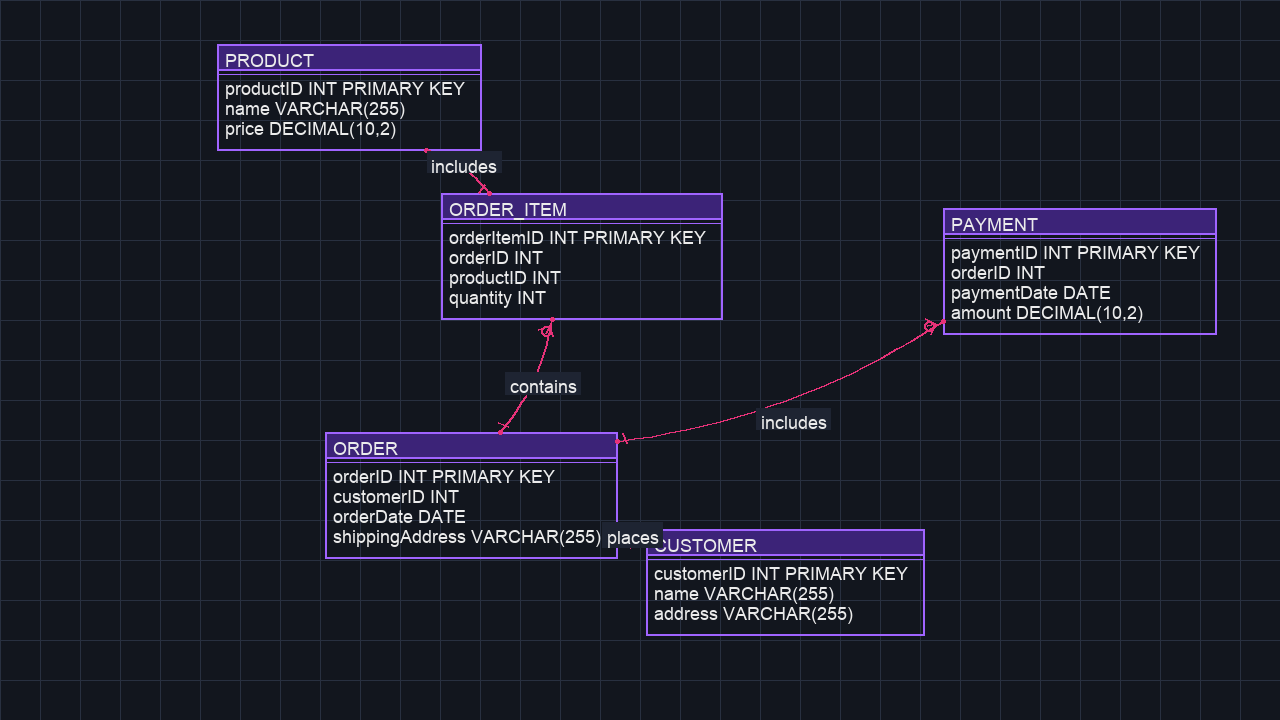 PRODUCT
productID INT PRIMARY KEY
name VARCHAR(255)
price DECIMAL(10,2)
includes
ORDER_ITEM
orderItemID INT PRIMARY KEY
orderID INT
productID INT
quantity INT
PAYMENT
paymentID INT PRIMARY KEY
orderID INT
paymentDate DATE
amount DECIMAL(10,2)
contains
includes
ORDER
orderID INT PRIMARY KEY
customerID INT
orderDate DATE
shippingAddress VARCHAR(255)
places
CUSTOMER
customerID INT PRIMARY KEY
name VARCHAR(255)
address VARCHAR(255)